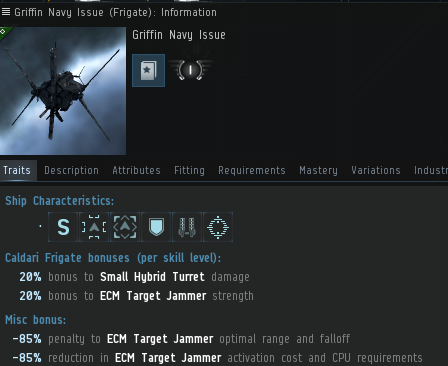 Griffin Navy Issue (Frigate): Information
Griffin Navy Issue
Traits Description Attributes Fitting Requirements Mastery Variations Industr
Ship Characteristics:
S
Caldari Frigate bonuses (per skill level):
20% bonus to Small Hybrid Turret damage
20% bonus to ECM Target Jammer strength
Misc bonus:
-85% penalty to ECM Target Jammer optimal range and falloff
-85% reduction in ECM Target Jammer activation cost and CPU requirements